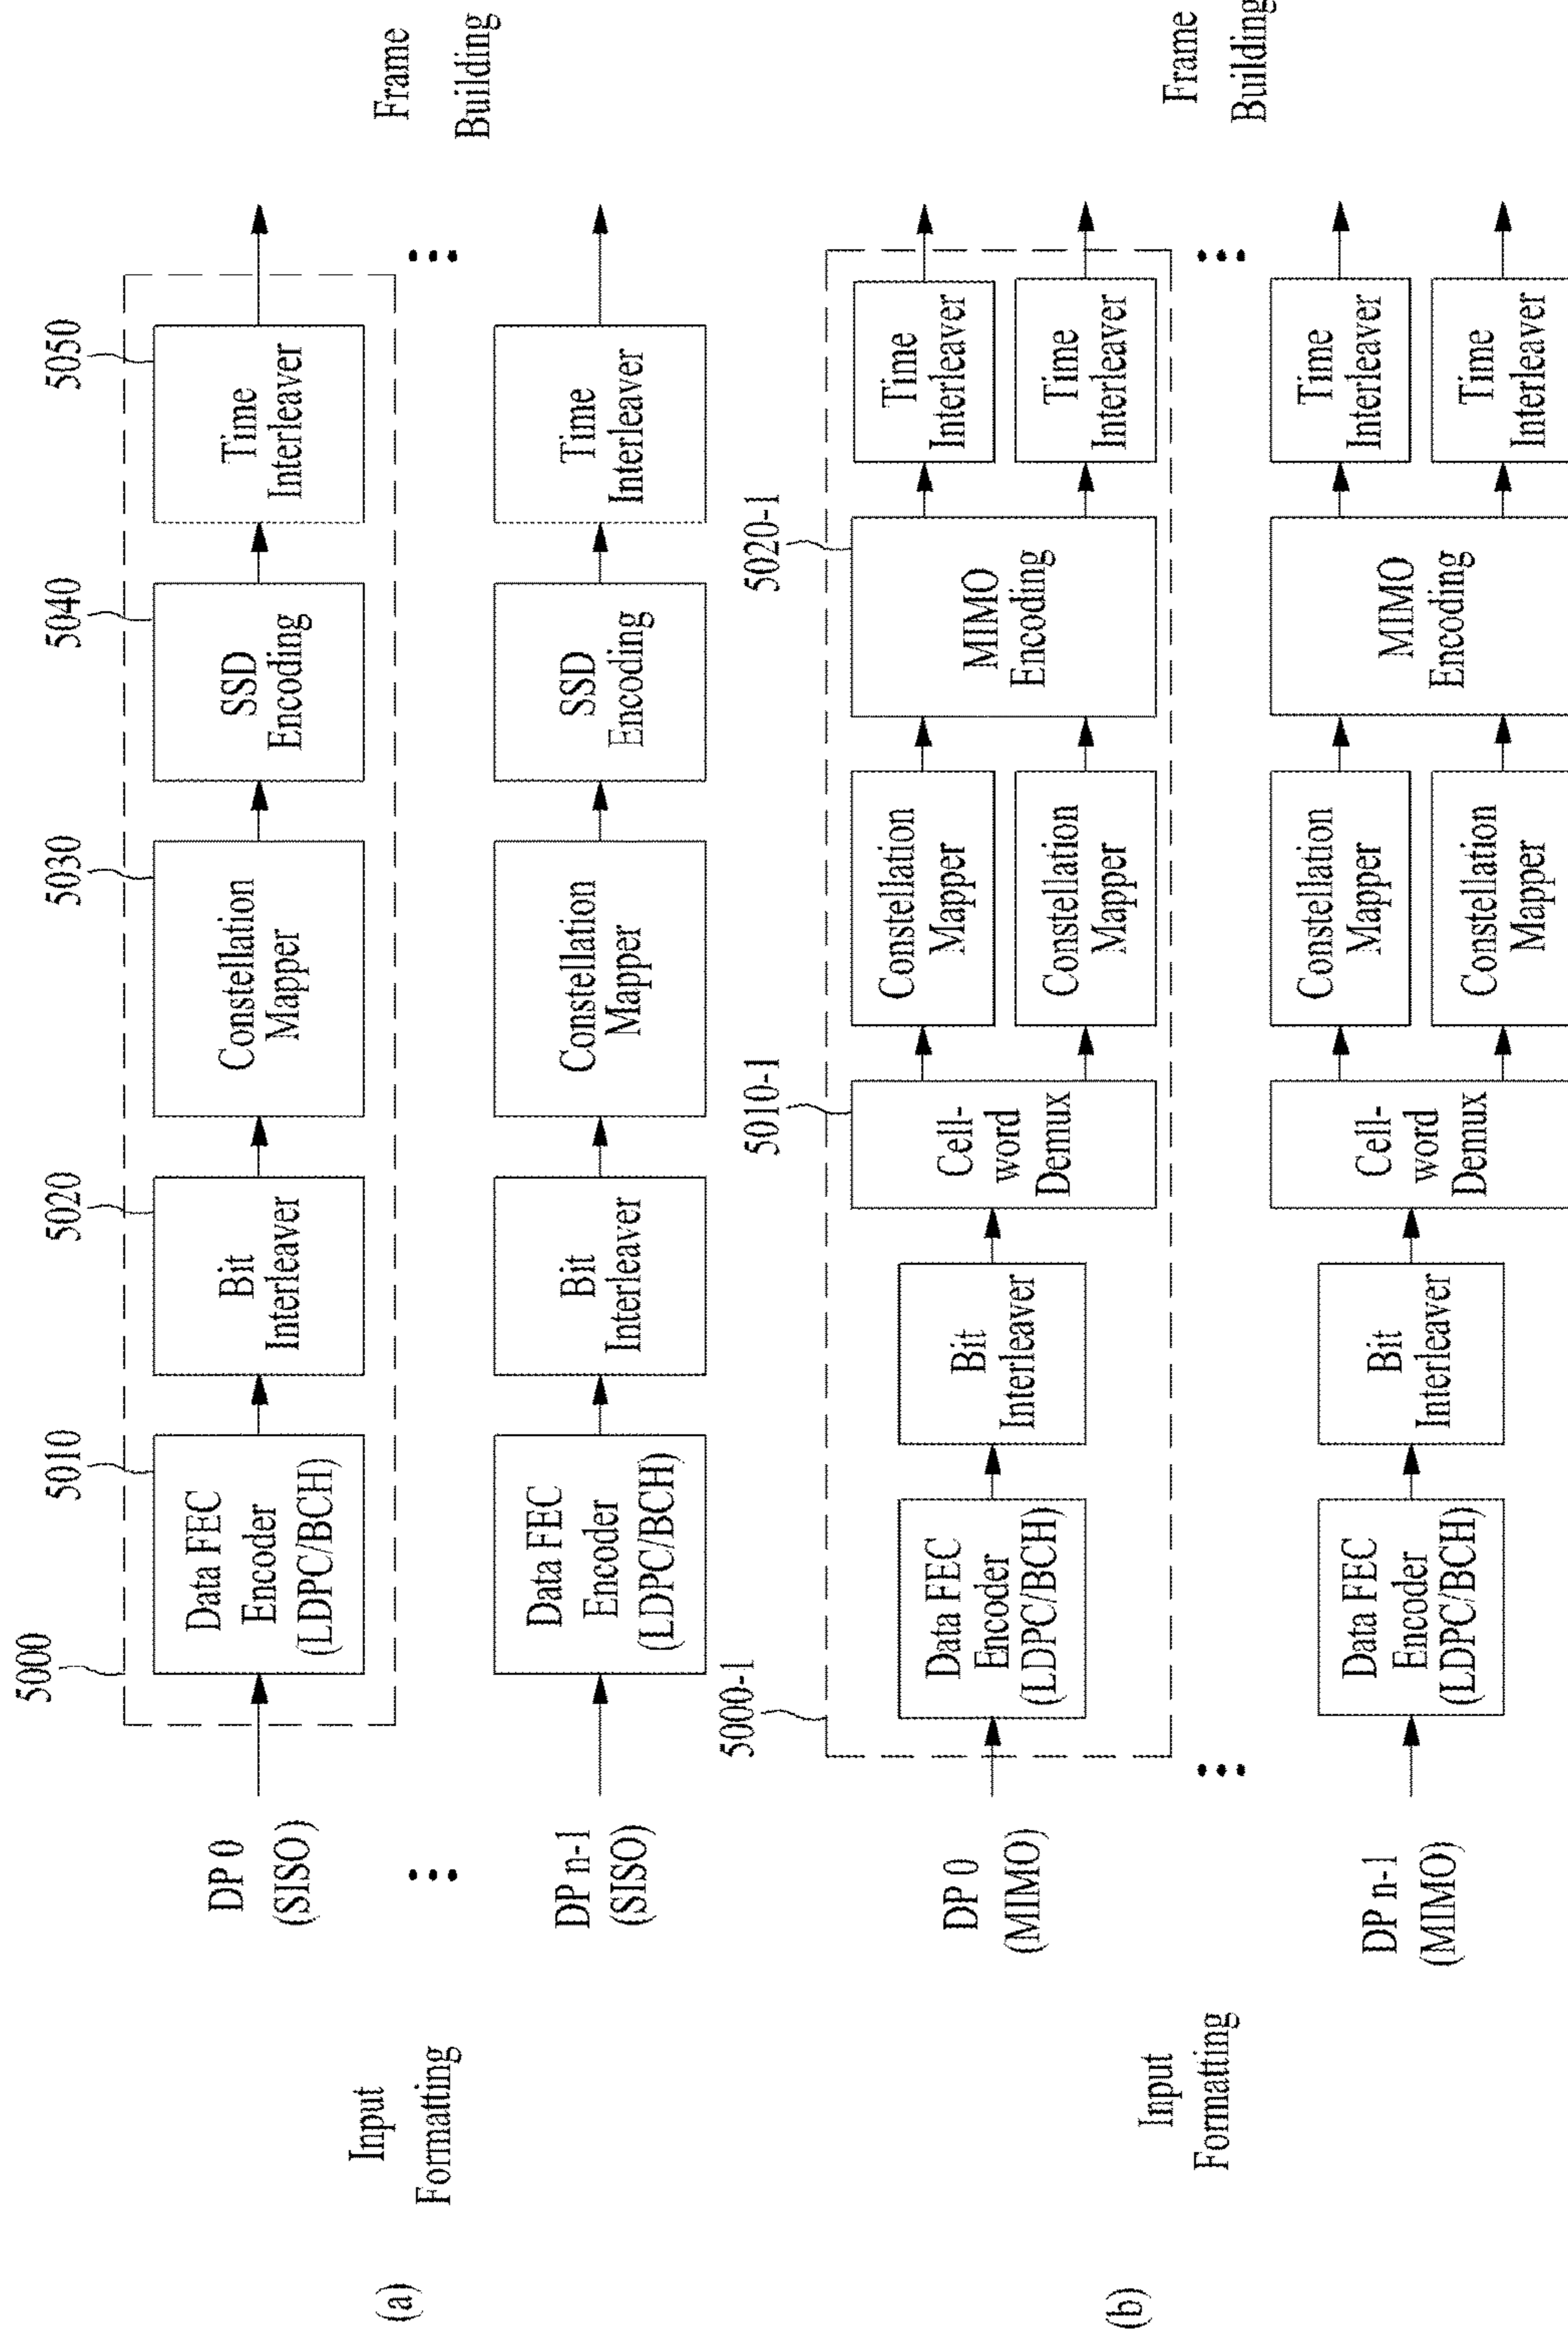 (a)
Input
Formatting
DP 0
(SISO)
5000
5010
5020
5030
5040
5050
Data FEC
Encoder
(LDPC/BCH)
Bit
Interleaver
Constellation
Mapper
SSD
Encoding
Time
Interleaver
DP n-1
(SISO)
Data FEC
Encoder
(LDPC/BCH)
Bit
Interleaver
Constellation
Mapper
SSD
Encoding
Time
Interleaver
Frame
Building
(b)
Input
Formatting
DP 0
(MIMO)
5000-1
5010-1
5020-1
Data FEC
Encoder
(LDPC/BCH)
Bit
Interleaver
Cell-
word
Demux
Constellation
Mapper
Constellation
Mapper
MIMO
Encoding
Time
Interleaver
Time
Interleaver
DP n-1
(MIMO)
Data FEC
Encoder
(LDPC/BCH)
Bit
Interleaver
Cell-
word
Demux
Constellation
Mapper
Constellation
Mapper
MIMO
Encoding
Time
Interleaver
Time
Interleaver
Frame
Building